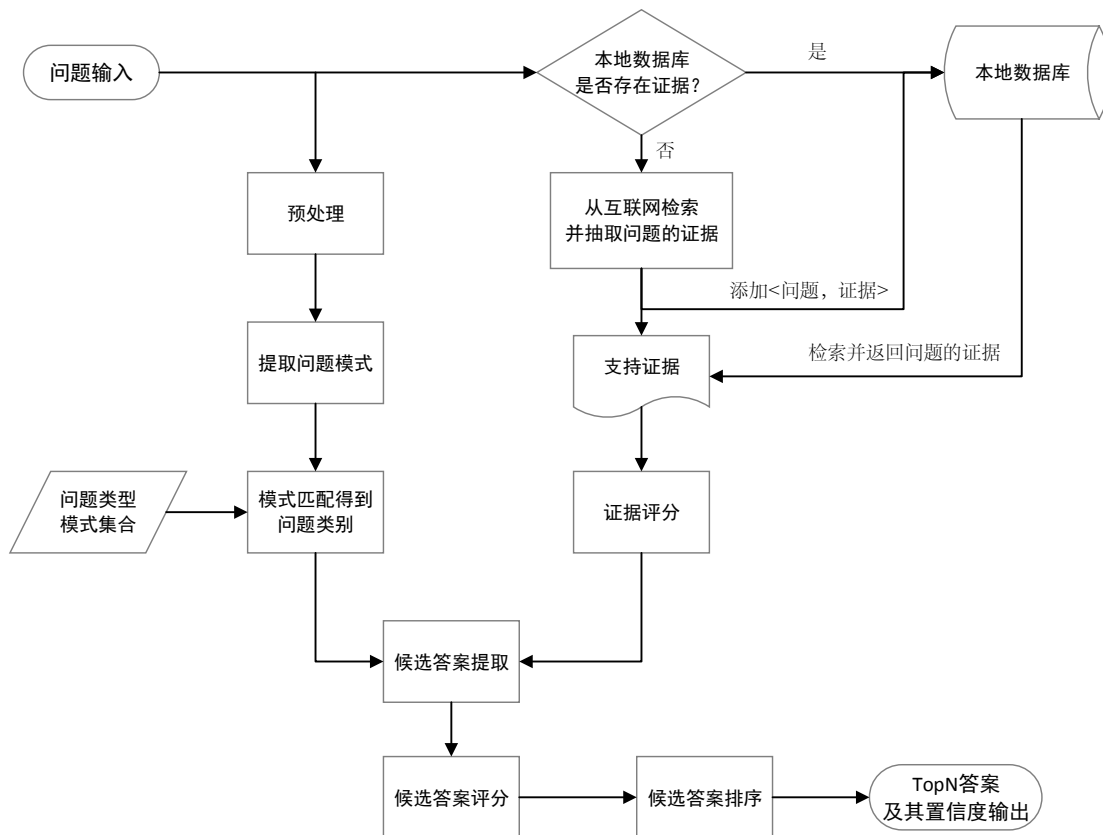 问题输入
本地数据库
是否存在证据?
是
本地数据库
否
预处理
从互联网检索
并抽取问题的证据
添加<问题, 证据>
提取问题模式
支持证据
检索并返回问题的证据
问题类型
模式集合
模式匹配得到
问题类别
证据评分
候选答案提取
候选答案评分
候选答案排序
TopN答案
及其置信度输出